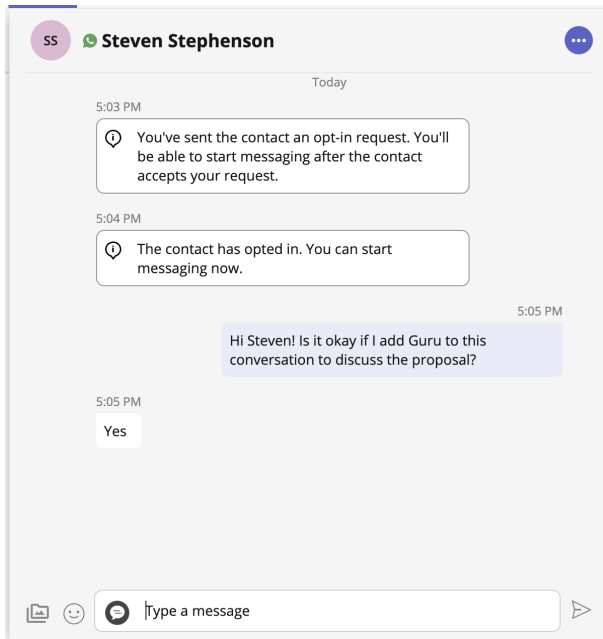 SS
Steven Stephenson
Today
5:03 PM
You've sent the contact an opt-in request. You'll
be able to start messaging after the contact
accepts your request.
5:04 PM
The contact has opted in. You can start
messaging now.
5:05 PM
Hi Steven! Is it okay if I add Guru to this
conversation to discuss the proposal?
5:05 PM
Yes
Type a message